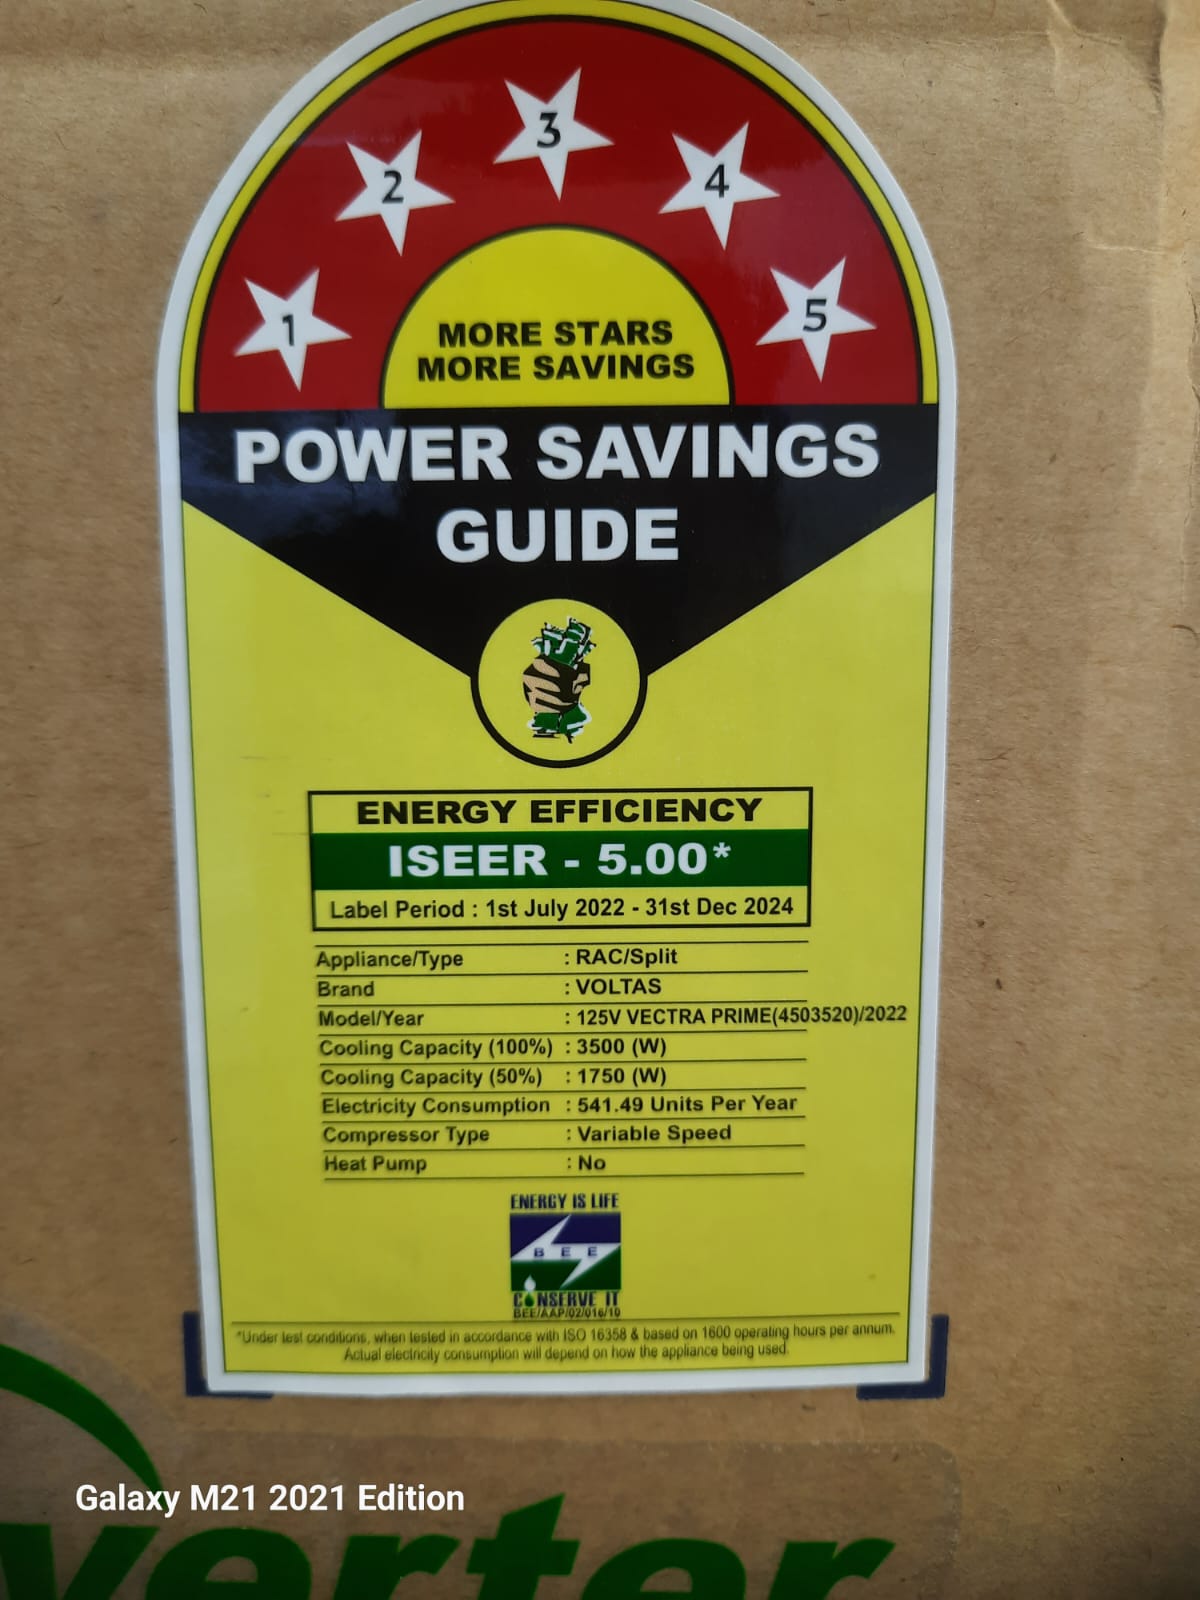 1 2 3 4 5
MORE STARS
MORE SAVINGS
POWER SAVINGS
GUIDE
ENERGY EFFICIENCY
ISEER - 5.00*
Label Period : 1st July 2022 - 31st Dec 2024
Appliance/Type : RAC/Split
Brand : VOLTAS
Model/Year : 125V VECTRA PRIME(4503520)/2022
Cooling Capacity (100%) : 3500 (W)
Cooling Capacity (50%) : 1750 (W)
Electricity Consumption : 541.49 Units Per Year
Compressor Type : Variable Speed
Heat Pump : No
ENERGY IS LIFE
BEE
CONSERVE IT
BEE/AAP/02/016/10
*Under test conditions, when tested in accordance with ISO 16358 & based on 1600 operating hours per annum.
Actual electricity consumption will depend on how the appliance being used.
Galaxy M21 2021 Edition
verter